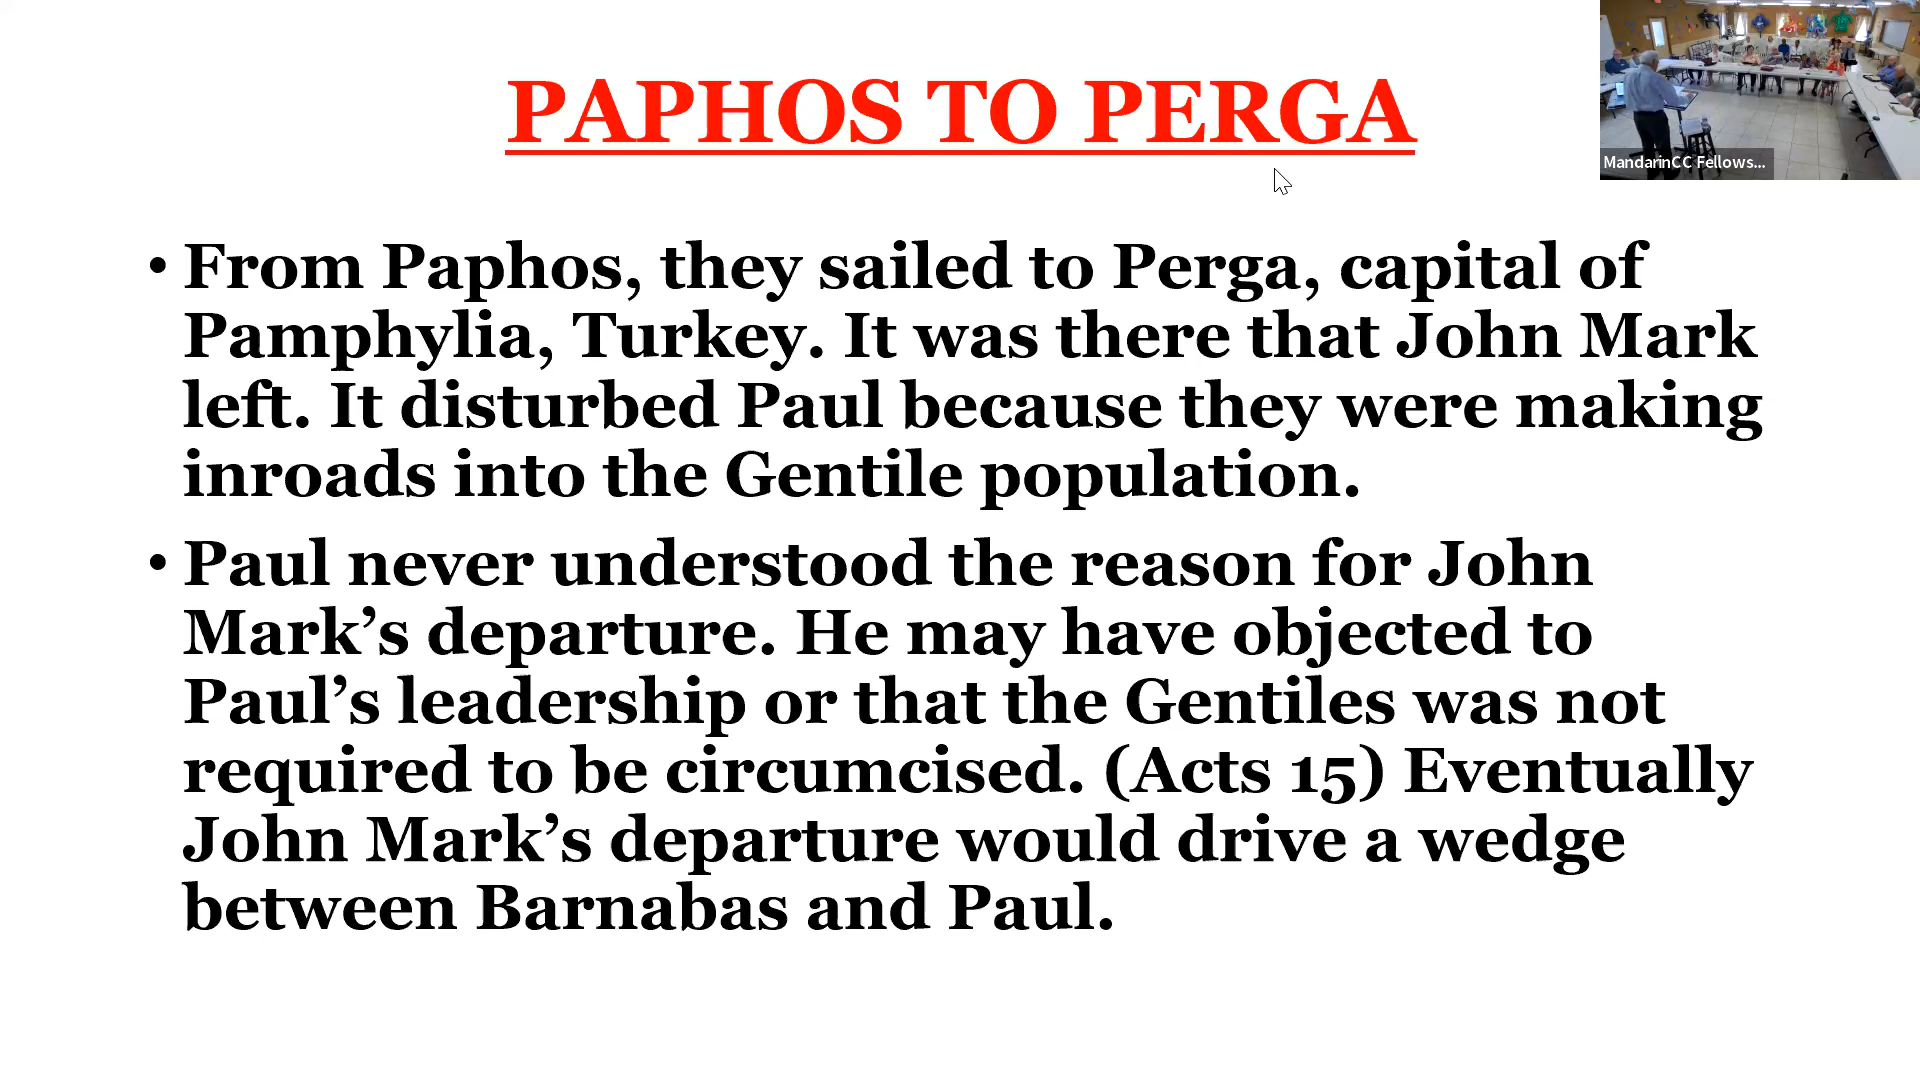 PAPHOS TO PERGA
MandarinCC Fellows...
• From Paphos, they sailed to Perga, capital of
Pamphylia, Turkey. It was there that John Mark
left. It disturbed Paul because they were making
inroads into the Gentile population.
• Paul never understood the reason for John
Mark’s departure. He may have objected to
Paul’s leadership or that the Gentiles was not
required to be circumcised. (Acts 15) Eventually
John Mark’s departure would drive a wedge
between Barnabas and Paul.